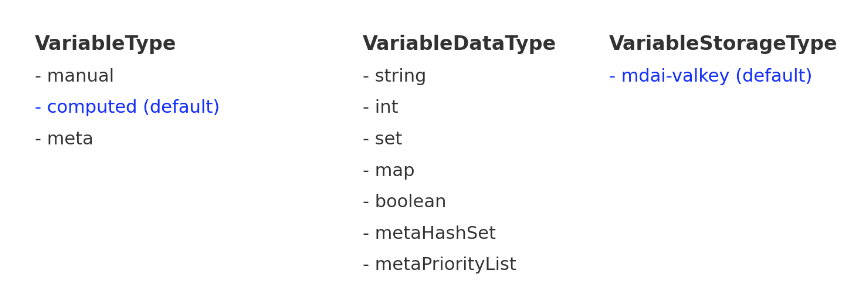 VariableType
- manual
- computed (default)
- meta
VariableDataType
- string
- int
- set
- map
- boolean
- metaHashSet
- metaPriorityList
VariableStorageType
- mdai-valkey (default)